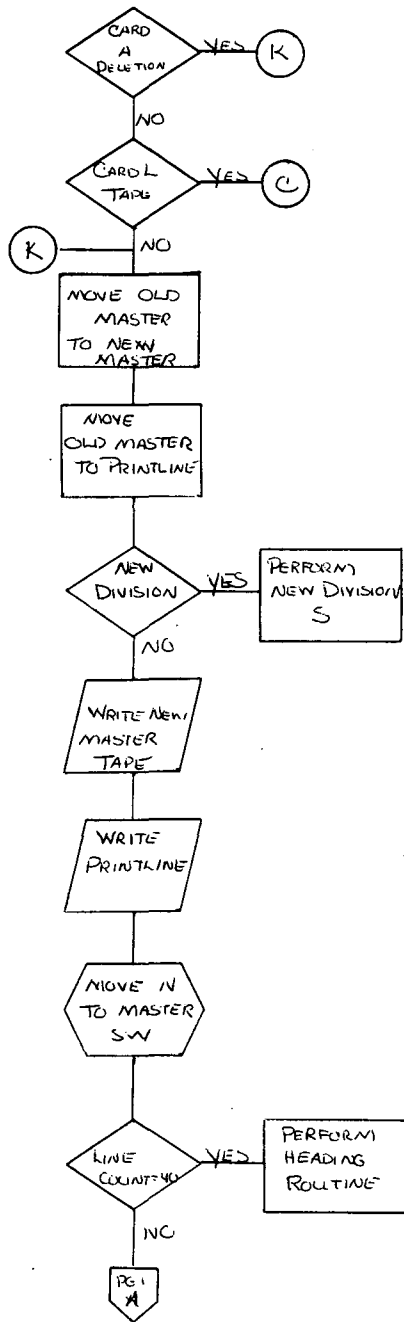 CARD
A
DELETION
YES
K
NO
CARD L
TAPE
YES
C
K
NO
MOVE OLD
MASTER
TO NEW
MASTER
MOVE
OLD MASTER
TO PRINTLINE
NEW
DIVISION
YES
PERFORM
NEW DIVISION
S
NO
WRITE NEW
MASTER
TAPE
WRITE
PRINTLINE
MOVE N
TO MASTER
SW
LINE
COUNT=40
YES
PERFORM
HEADING
ROUTINE
NO
PG 1
A